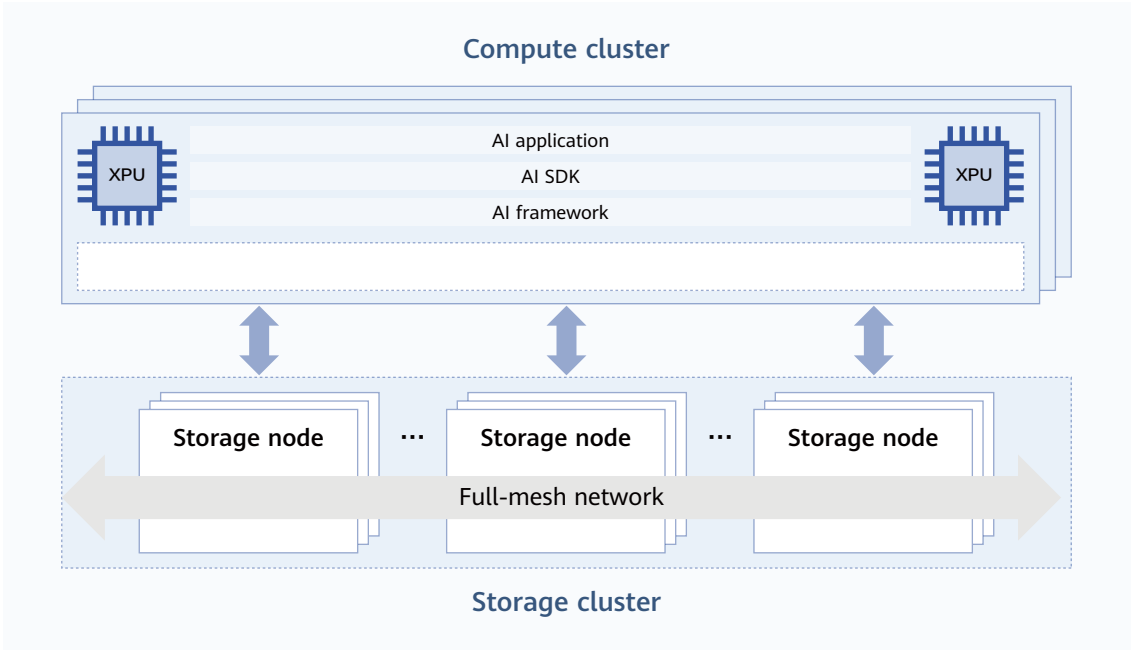 Compute cluster
XPU
AI application
XPU
AI SDK
AI framework
Storage node
...
Storage node
...
Storage node
Full-mesh network
Storage cluster